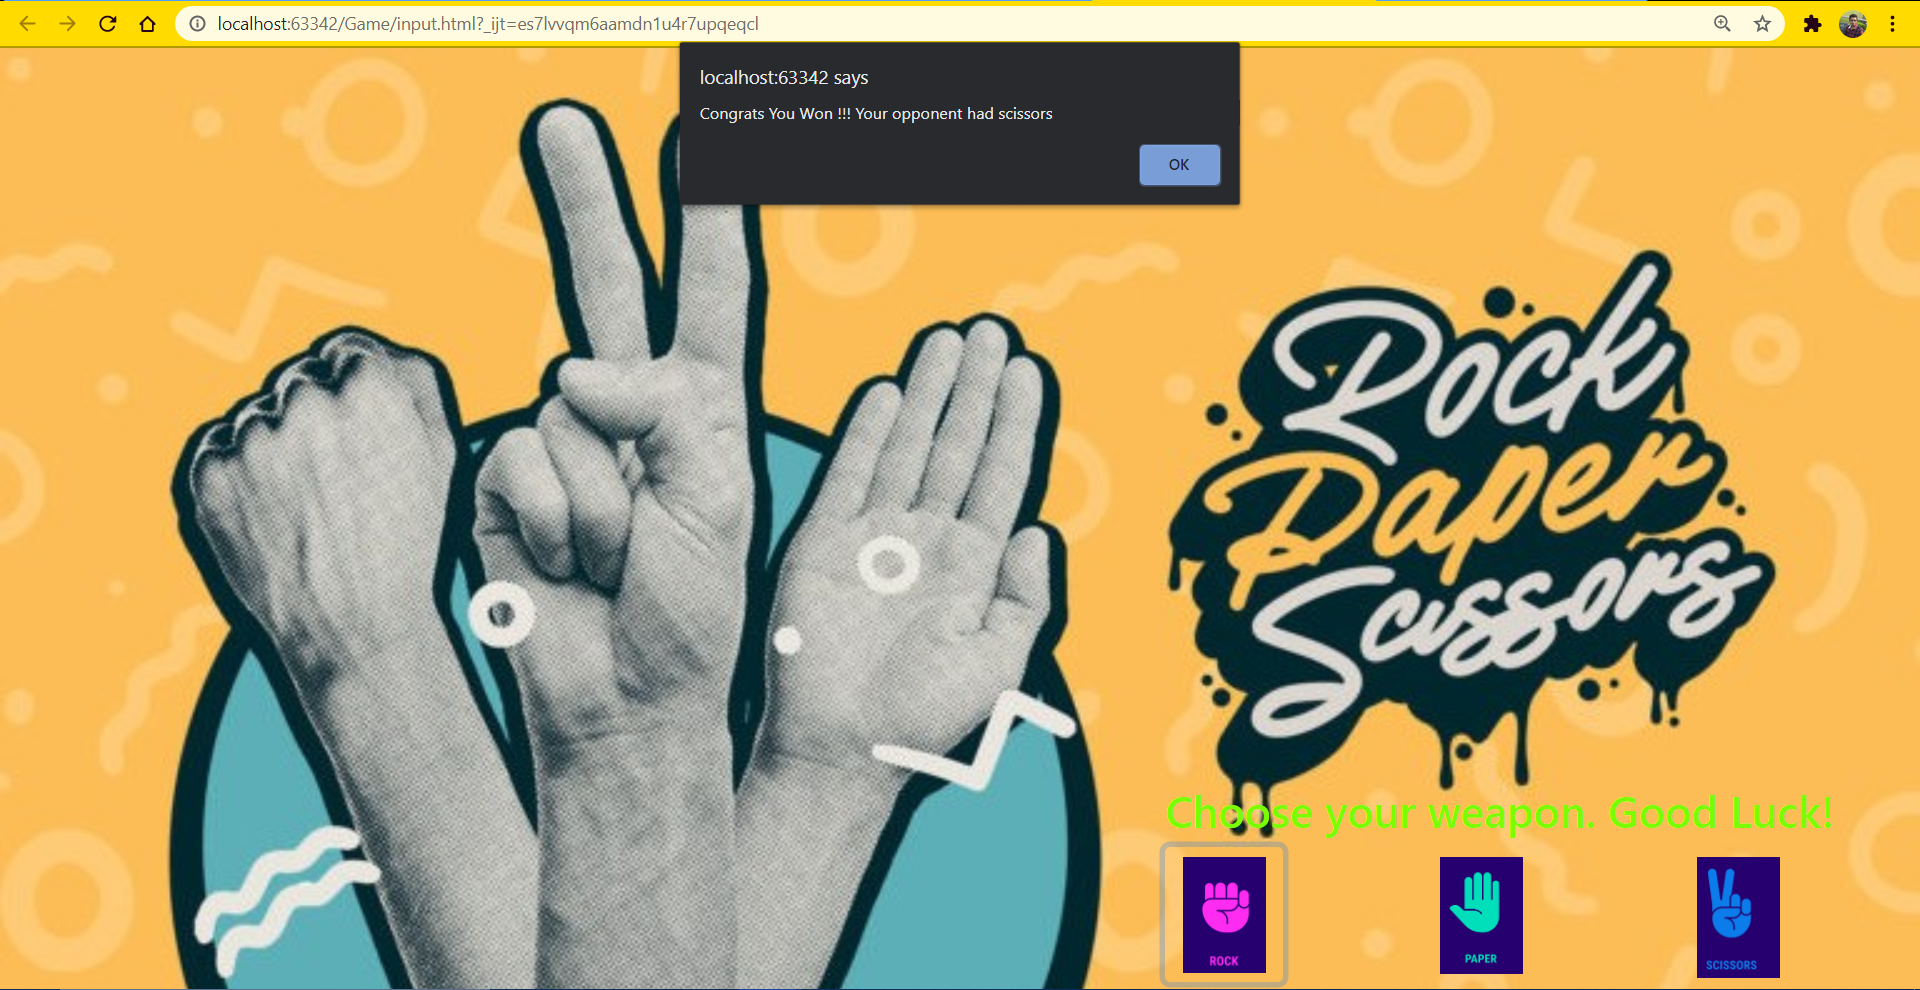 localhost:63342/Game/input.html?_ijt=es7lvvqm6aamdn1u4r7upqeqcl
localhost:63342 says
Congrats You Won !!! Your opponent had scissors
OK
Rock
Paper
Scissors
Choose your weapon. Good Luck!
ROCK
PAPER
SCISSORS